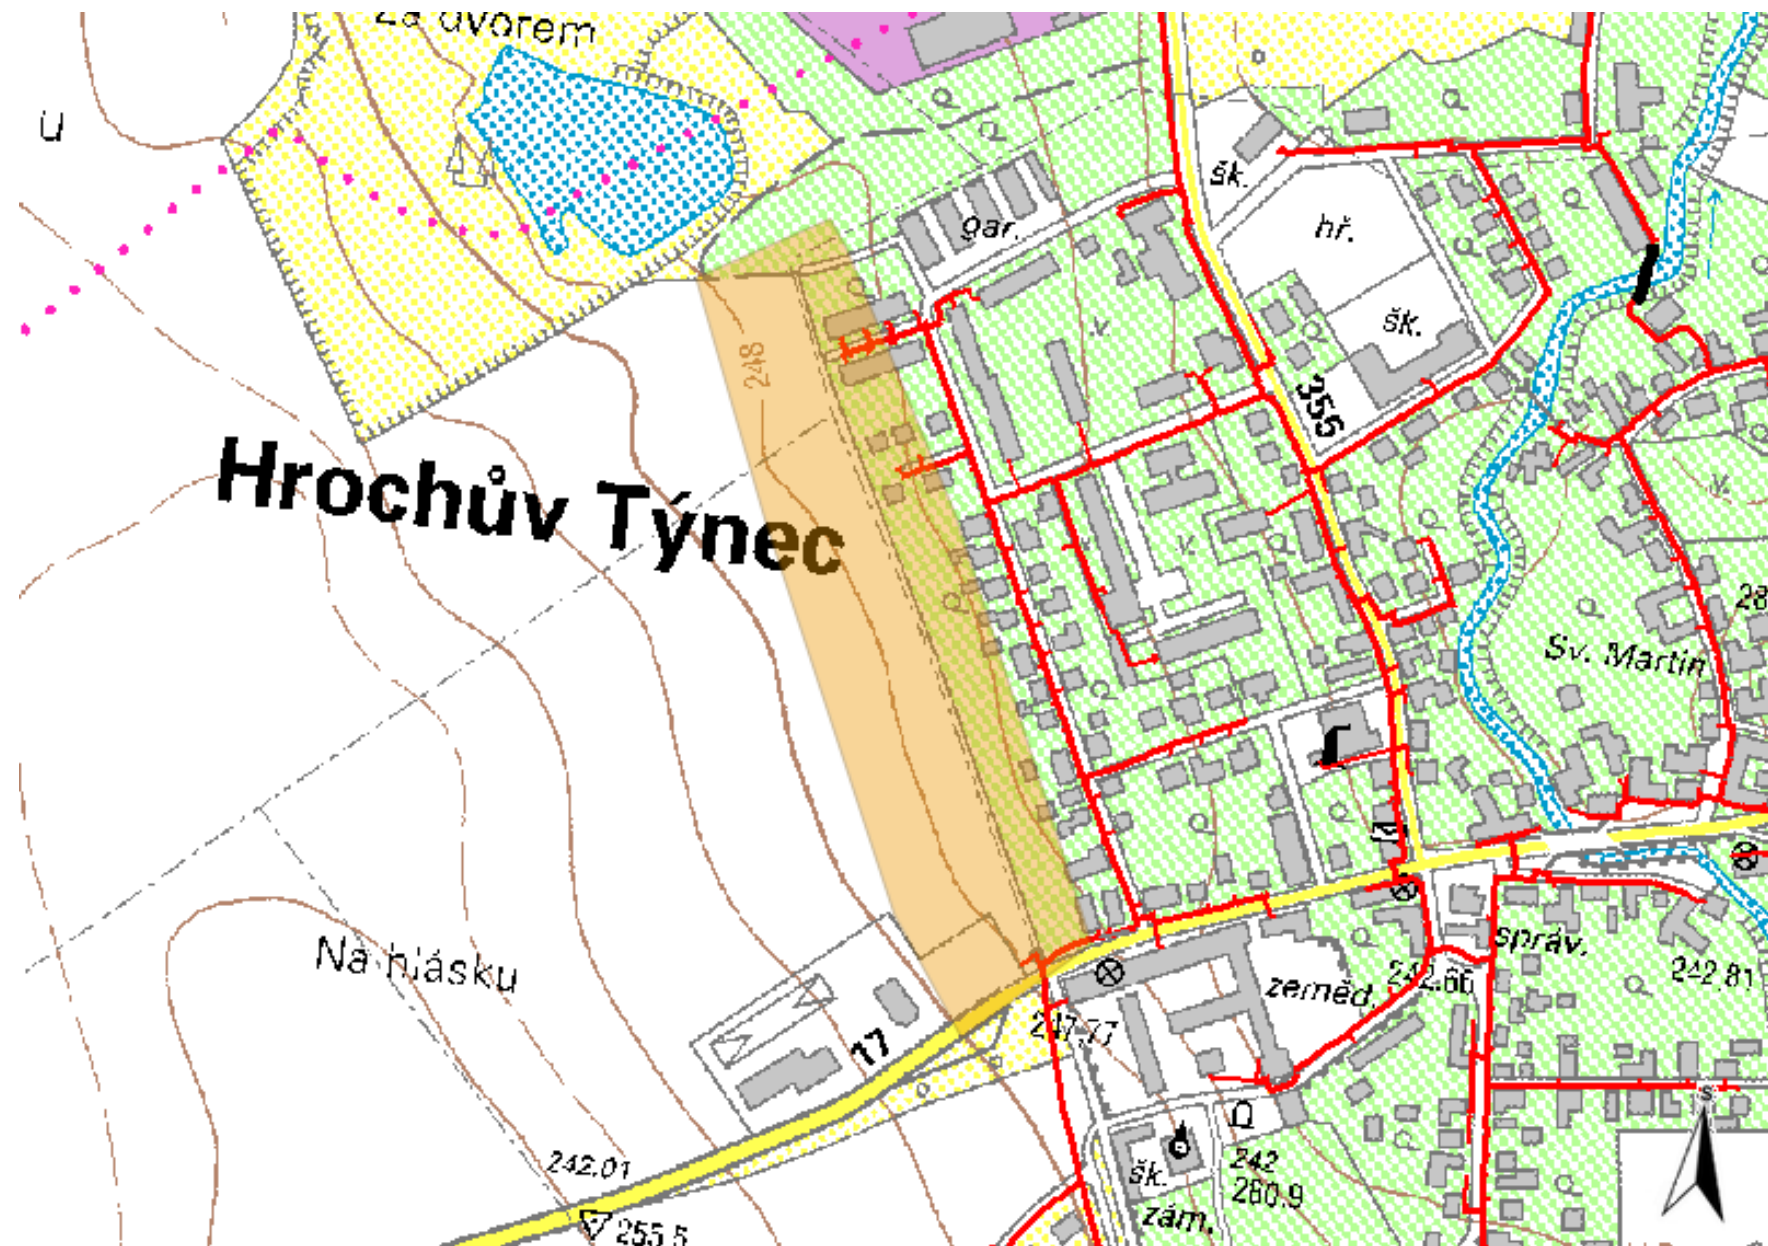 Za dvorem
u
šk.
gar.
hř.
šk.
v.
248
355
Hrochův Týnec
v.
v.
28
Sv. Martin
správ.
Na hlásku
zeměd.
242.66
242.81
247.77
17
S
242.01
šk.
242
260.9
zám.
255.5